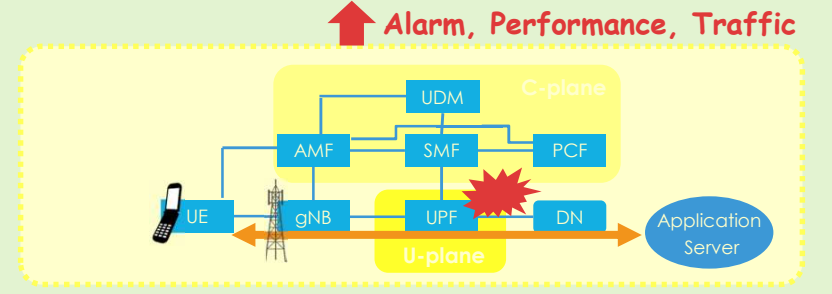 Alarm, Performance, Traffic
C-plane
UDM
AMF
SMF
PCF
UE
gNB
UPF
DN
Application
Server
U-plane